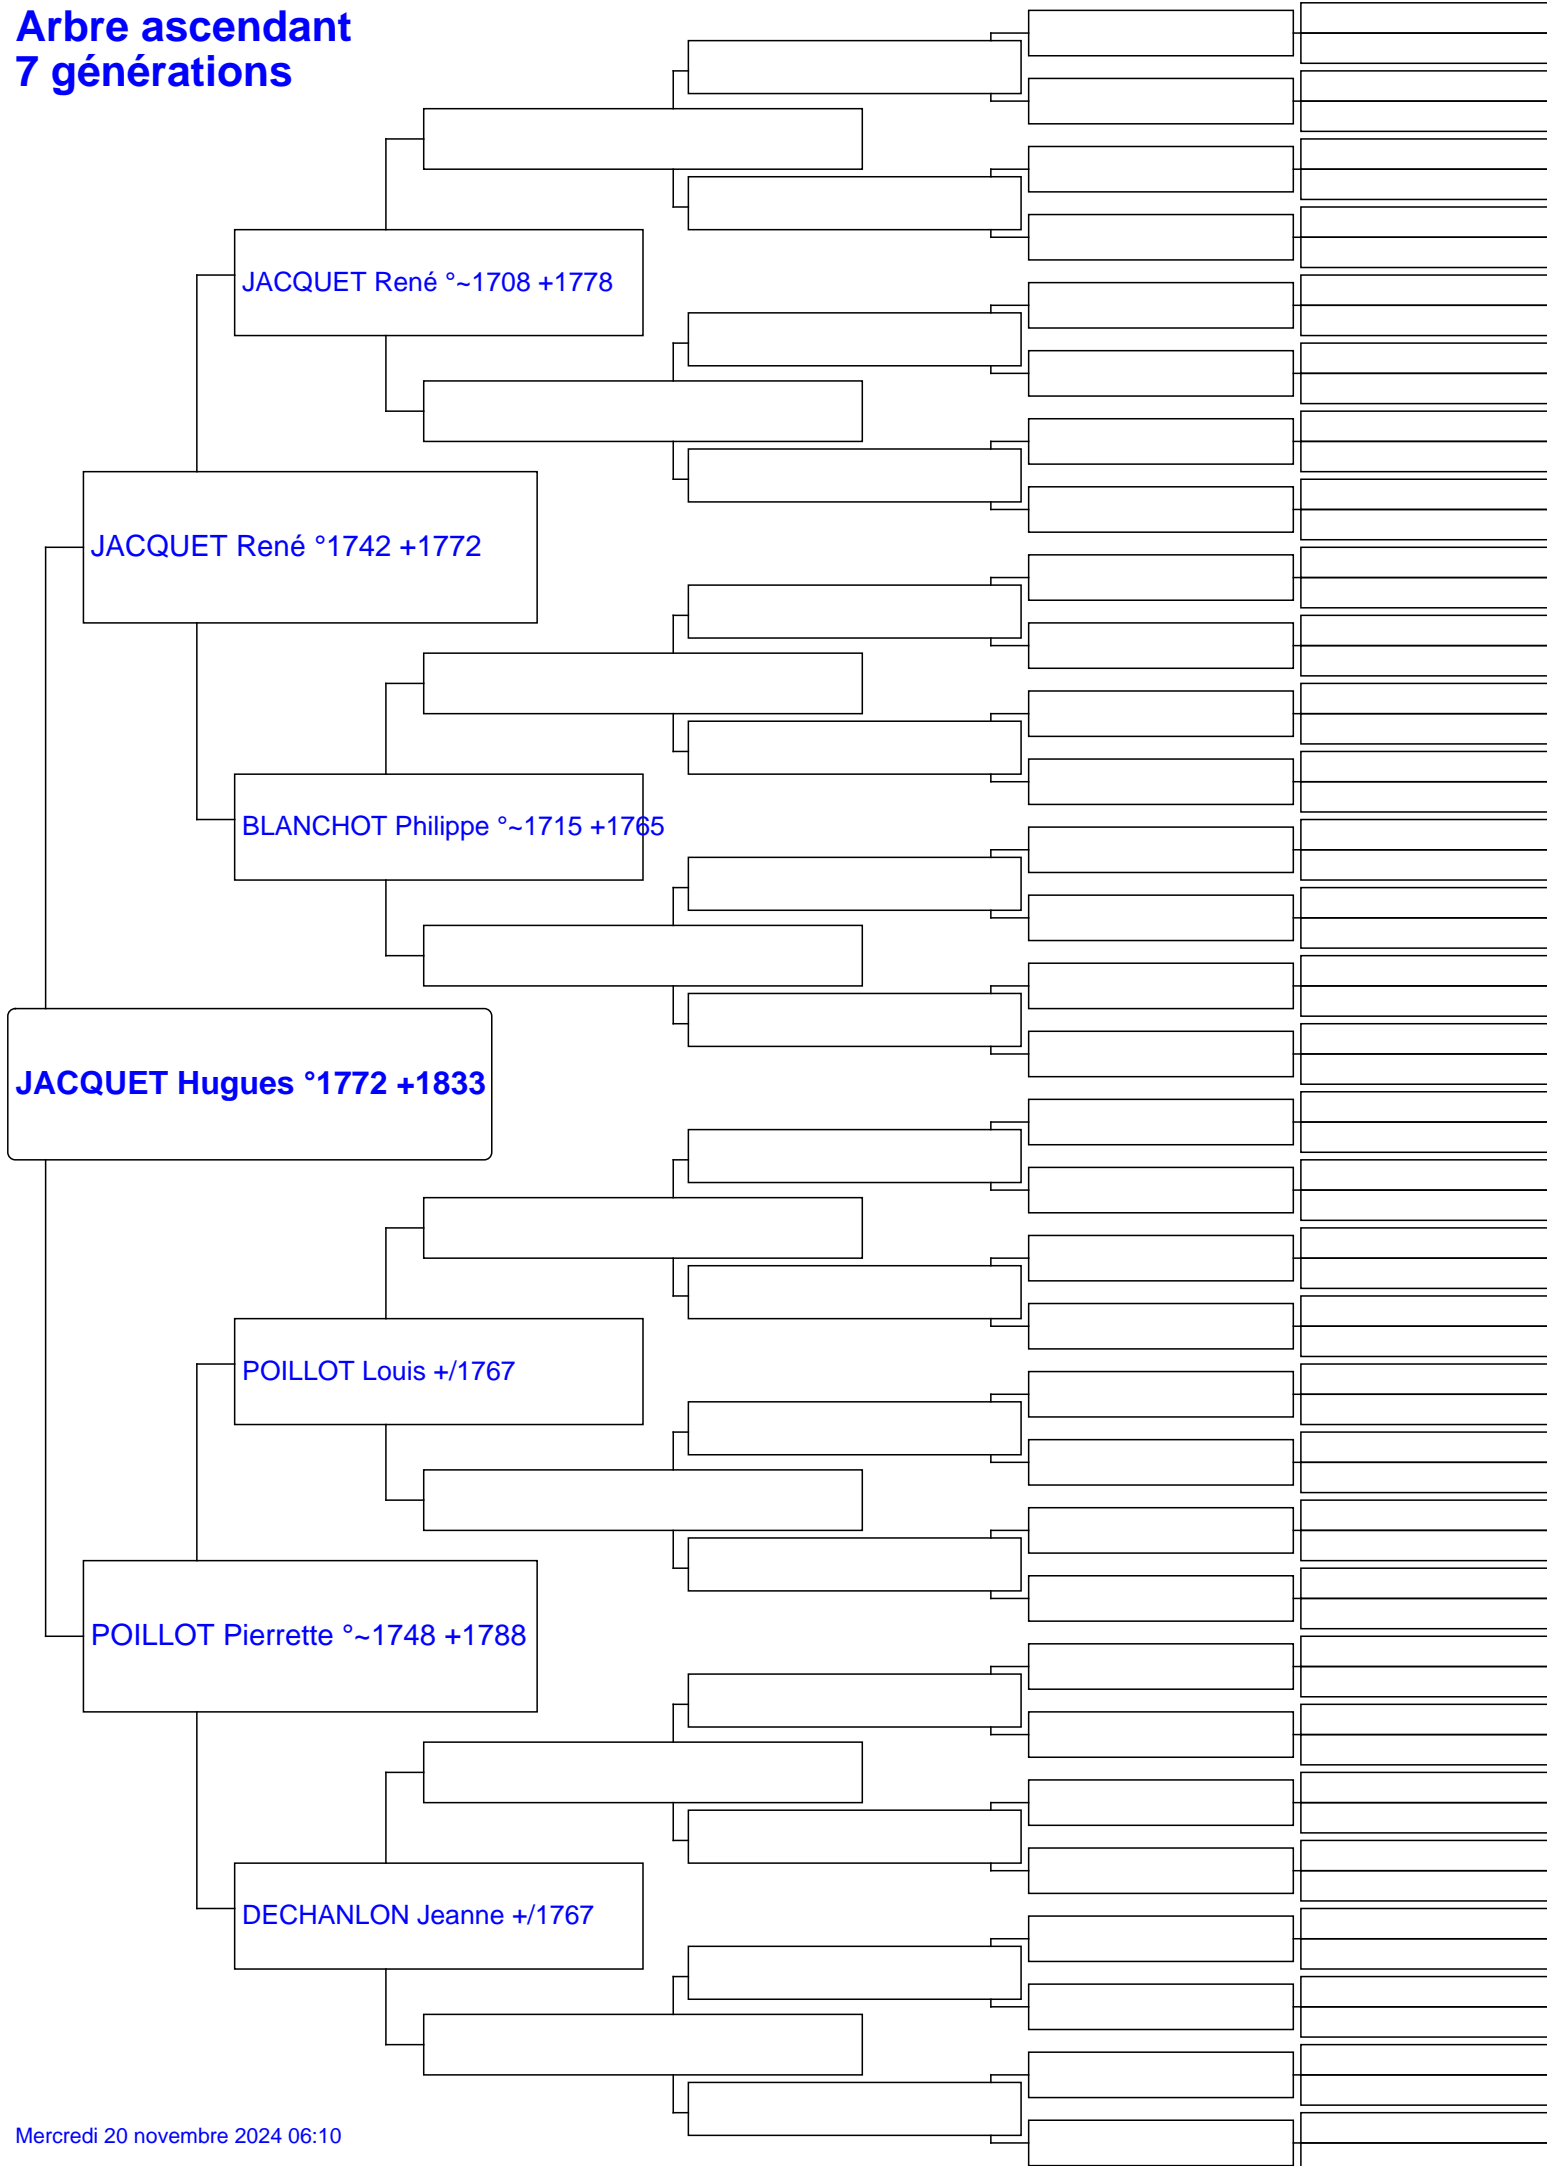 Arbre ascendant
7 générations
JACQUET René °~1708 +1778
JACQUET René °1742 +1772
BLANCHOT Philippe °~1715 +1765
JACQUET Hugues °1772 +1833
POILLOT Louis +/1767
POILLOT Pierrette °~1748 +1788
DECHANLON Jeanne +/1767
Mercredi 20 novembre 2024 06:10